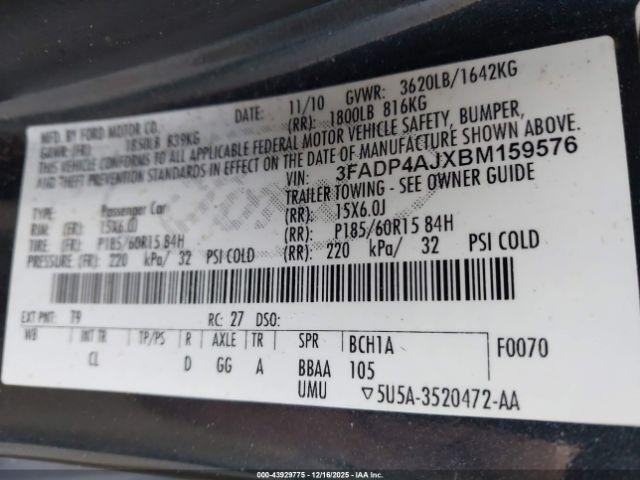 MFD. BY FORD MOTOR CO.
DATE: 11/10 GVWR: 3620LB/1642KG
GAWR: (FR): 1850LB 839KG (RR): 1800LB 816KG
THIS VEHICLE CONFORMS TO ALL APPLICABLE FEDERAL MOTOR VEHICLE SAFETY, BUMPER,
AND THEFT PREVENTION STANDARDS IN EFFECT ON THE DATE OF MANUFACTURE SHOWN ABOVE.
VIN: 3FADP4AJXBM159576
TYPE: Passenger Car TRAILER TOWING - SEE OWNER GUIDE
RIM: (FR): 15X6.0J (RR): 15X6.0J
TIRE: (FR): P185/60R15 84H (RR): P185/60R15 84H
PRESSURE (FR): 220 kPa/ 32 PSI COLD (RR): 220 kPa/ 32 PSI COLD
EXT PNT: T9 RC: 27 DSO: F0070
WB INT TR TP/PS R AXLE TR SPR BCH1A
CL D GG A BBAA 105
UMU ▽5U5A-3520472-AA
ID: 000-43929775 - 12/16/2025 - IAA, Inc.